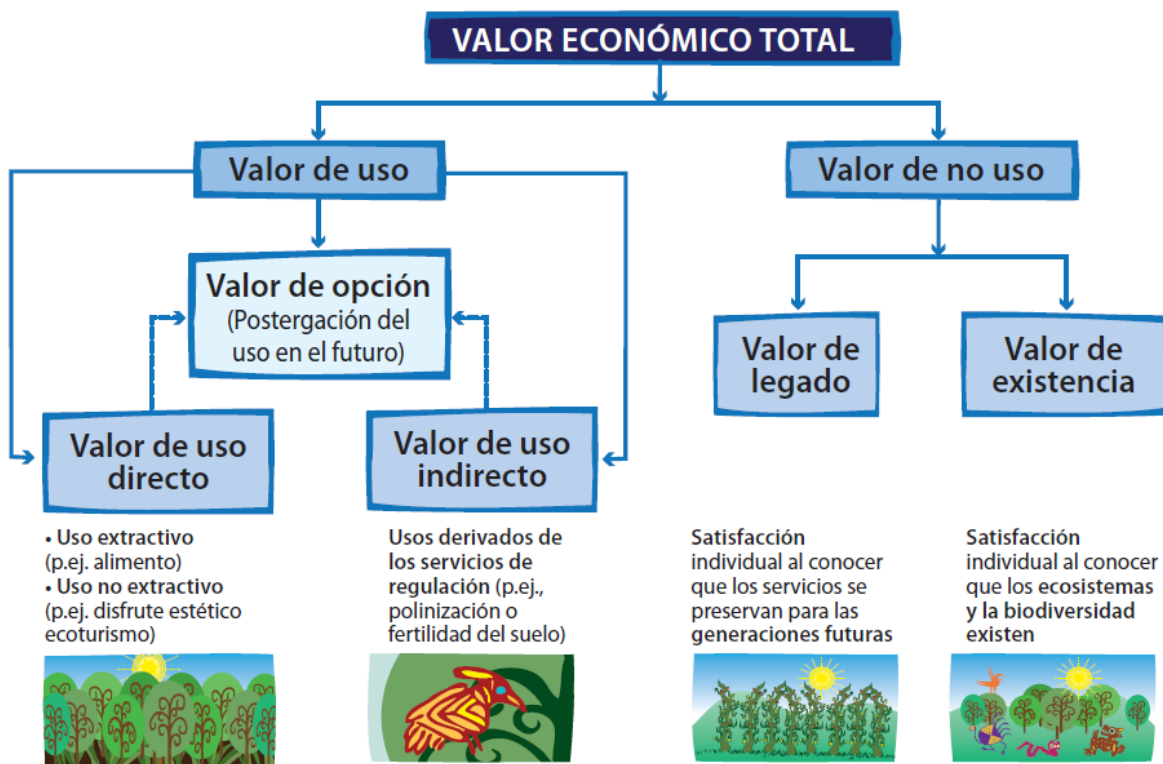 VALOR ECONÓMICO TOTAL
Valor de uso
Valor de no uso
Valor de opción
(Postergación del
uso en el futuro)
Valor de
legado
Valor de
existencia
Valor de uso
directo
Valor de uso
indirecto
• Uso extractivo
(p.ej. alimento)
• Uso no extractivo
(p.ej. disfrute estético
ecoturismo)
Usos derivados de
los servicios de
regulación (p.ej.,
polinización o
fertilidad del suelo)
Satisfacción
individual al conocer
que los servicios se
preservan para las
generaciones futuras
Satisfacción
individual al conocer
que los ecosistemas
y la biodiversidad
existen